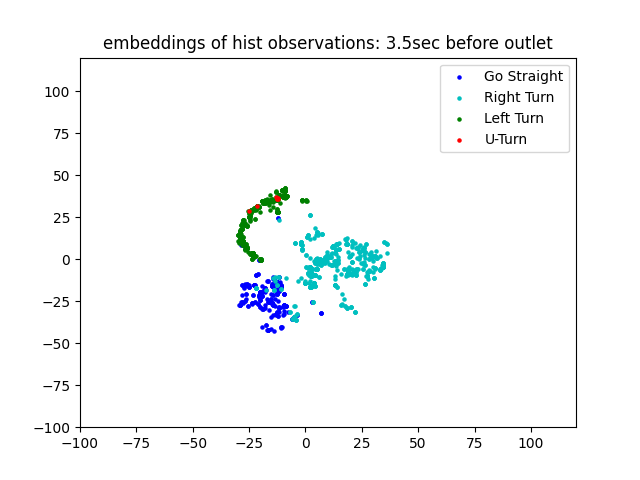 embeddings of hist observations: 3.5sec before outlet
Go Straight
Right Turn
Left Turn
U-Turn
100
75
50
25
0
−25
−50
−75
−100
−100 −75 −50 −25 0 25 50 75 100